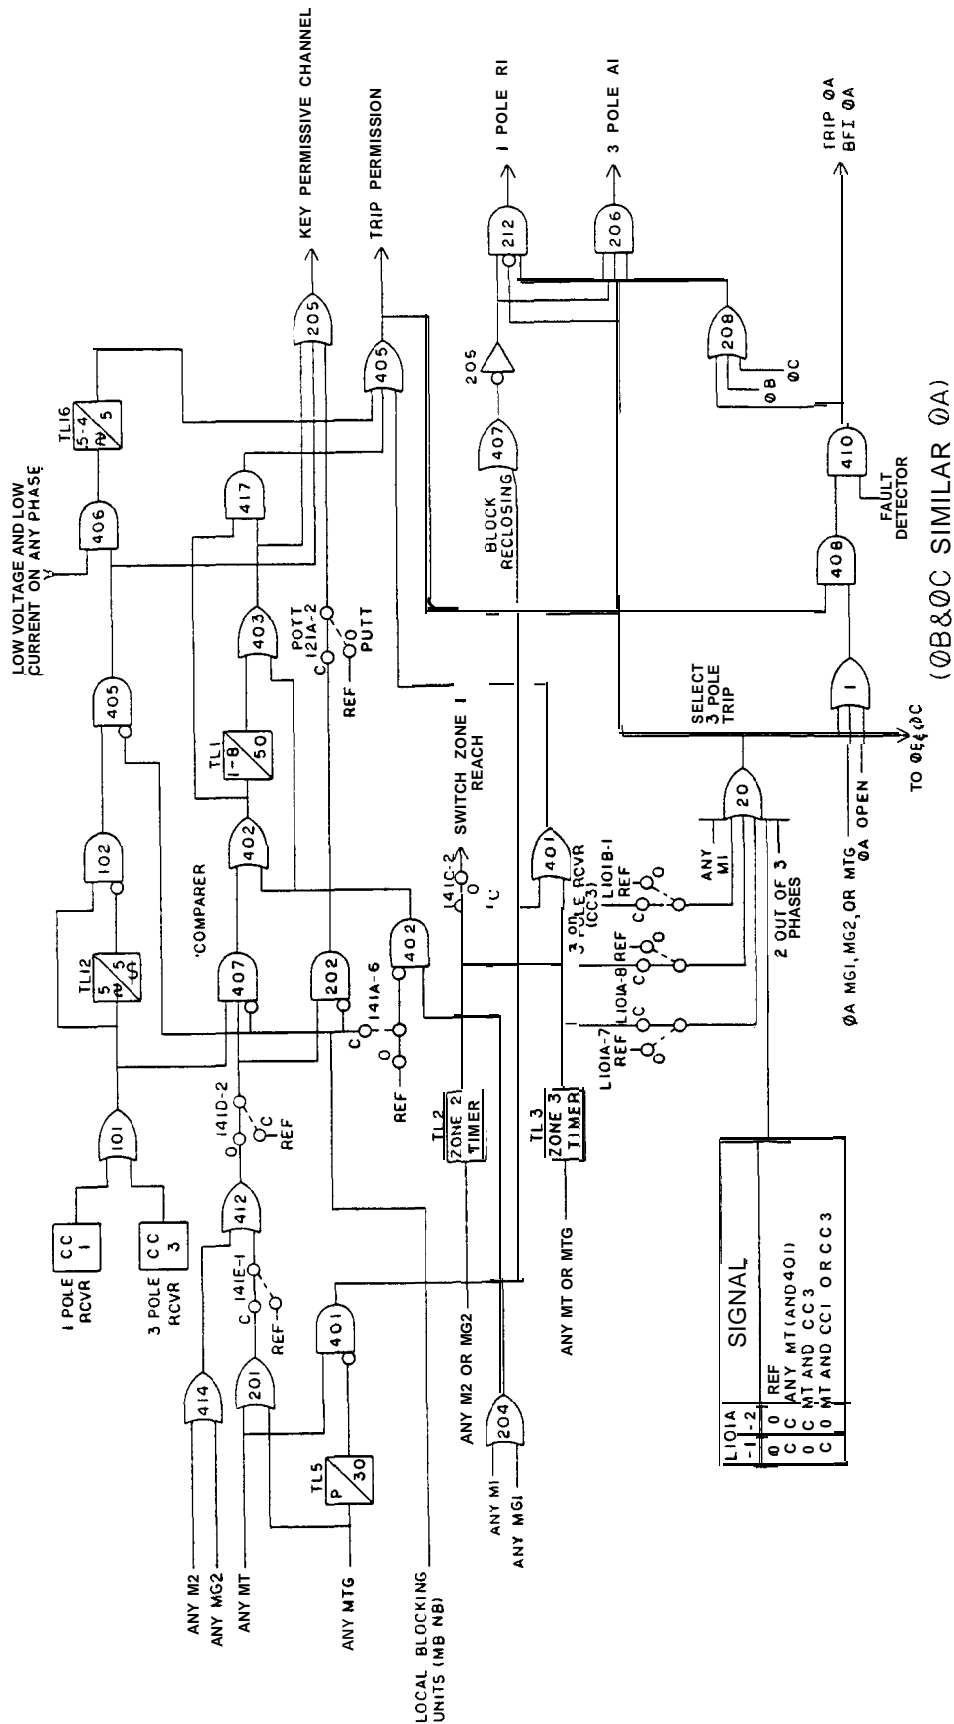 LOW VOLTAGE AND LOW
CURRENT ON ANY PHASE
1 POLE
RCVR
CC
1
3 POLE
RCVR
CC
3
101
TL12
5
5
102
405
406
TL16
5-4
5
KEY PERMISSIVE CHANNEL
TRIP PERMISSION
ANY M2
ANY MG2
ANY MT
ANY MTG
LOCAL BLOCKING
UNITS (MB NB)
414
201
412
141E-1
C
REF
O
141D-2
C
REF
407
'COMPARER
402
TL1
1-8
50
403
417
205
405
TL5
P
30
401
202
C
141A-6
O
REF
402
POTT
121A-2
C
O
PUTT
REF
ANY M2 OR MG2
TL2
ZONE 2
TIMER
141C-2
O
C
SWITCH ZONE 1
REACH
ANY M1
ANY MG1
204
ANY MT OR MTG
TL3
ZONE 3
TIMER
401
BLOCK
RECLOSING
407
205
212
1 POLE RI
206
3 POLE AI
208
ØB
ØC
L101A-7
REF
C
O
L101A-8
REF
C
O
3 POLE RCVR
(CC3)
L101B-1
REF
C
O
ANY
M1
20
2 OUT OF 3
PHASES
SELECT
3 POLE
TRIP
ØA MG1, MG2, OR MTG
ØA OPEN
1
TO ØB&ØC
408
410
FAULT
DETECTOR
TRIP ØA
BFI ØA
(ØB&ØC SIMILAR ØA)
L101A
-1 -2
SIGNAL
O O REF
C C ANY MT (AND 401)
O C MT AND CC3
C O MT AND CC1 OR CC3